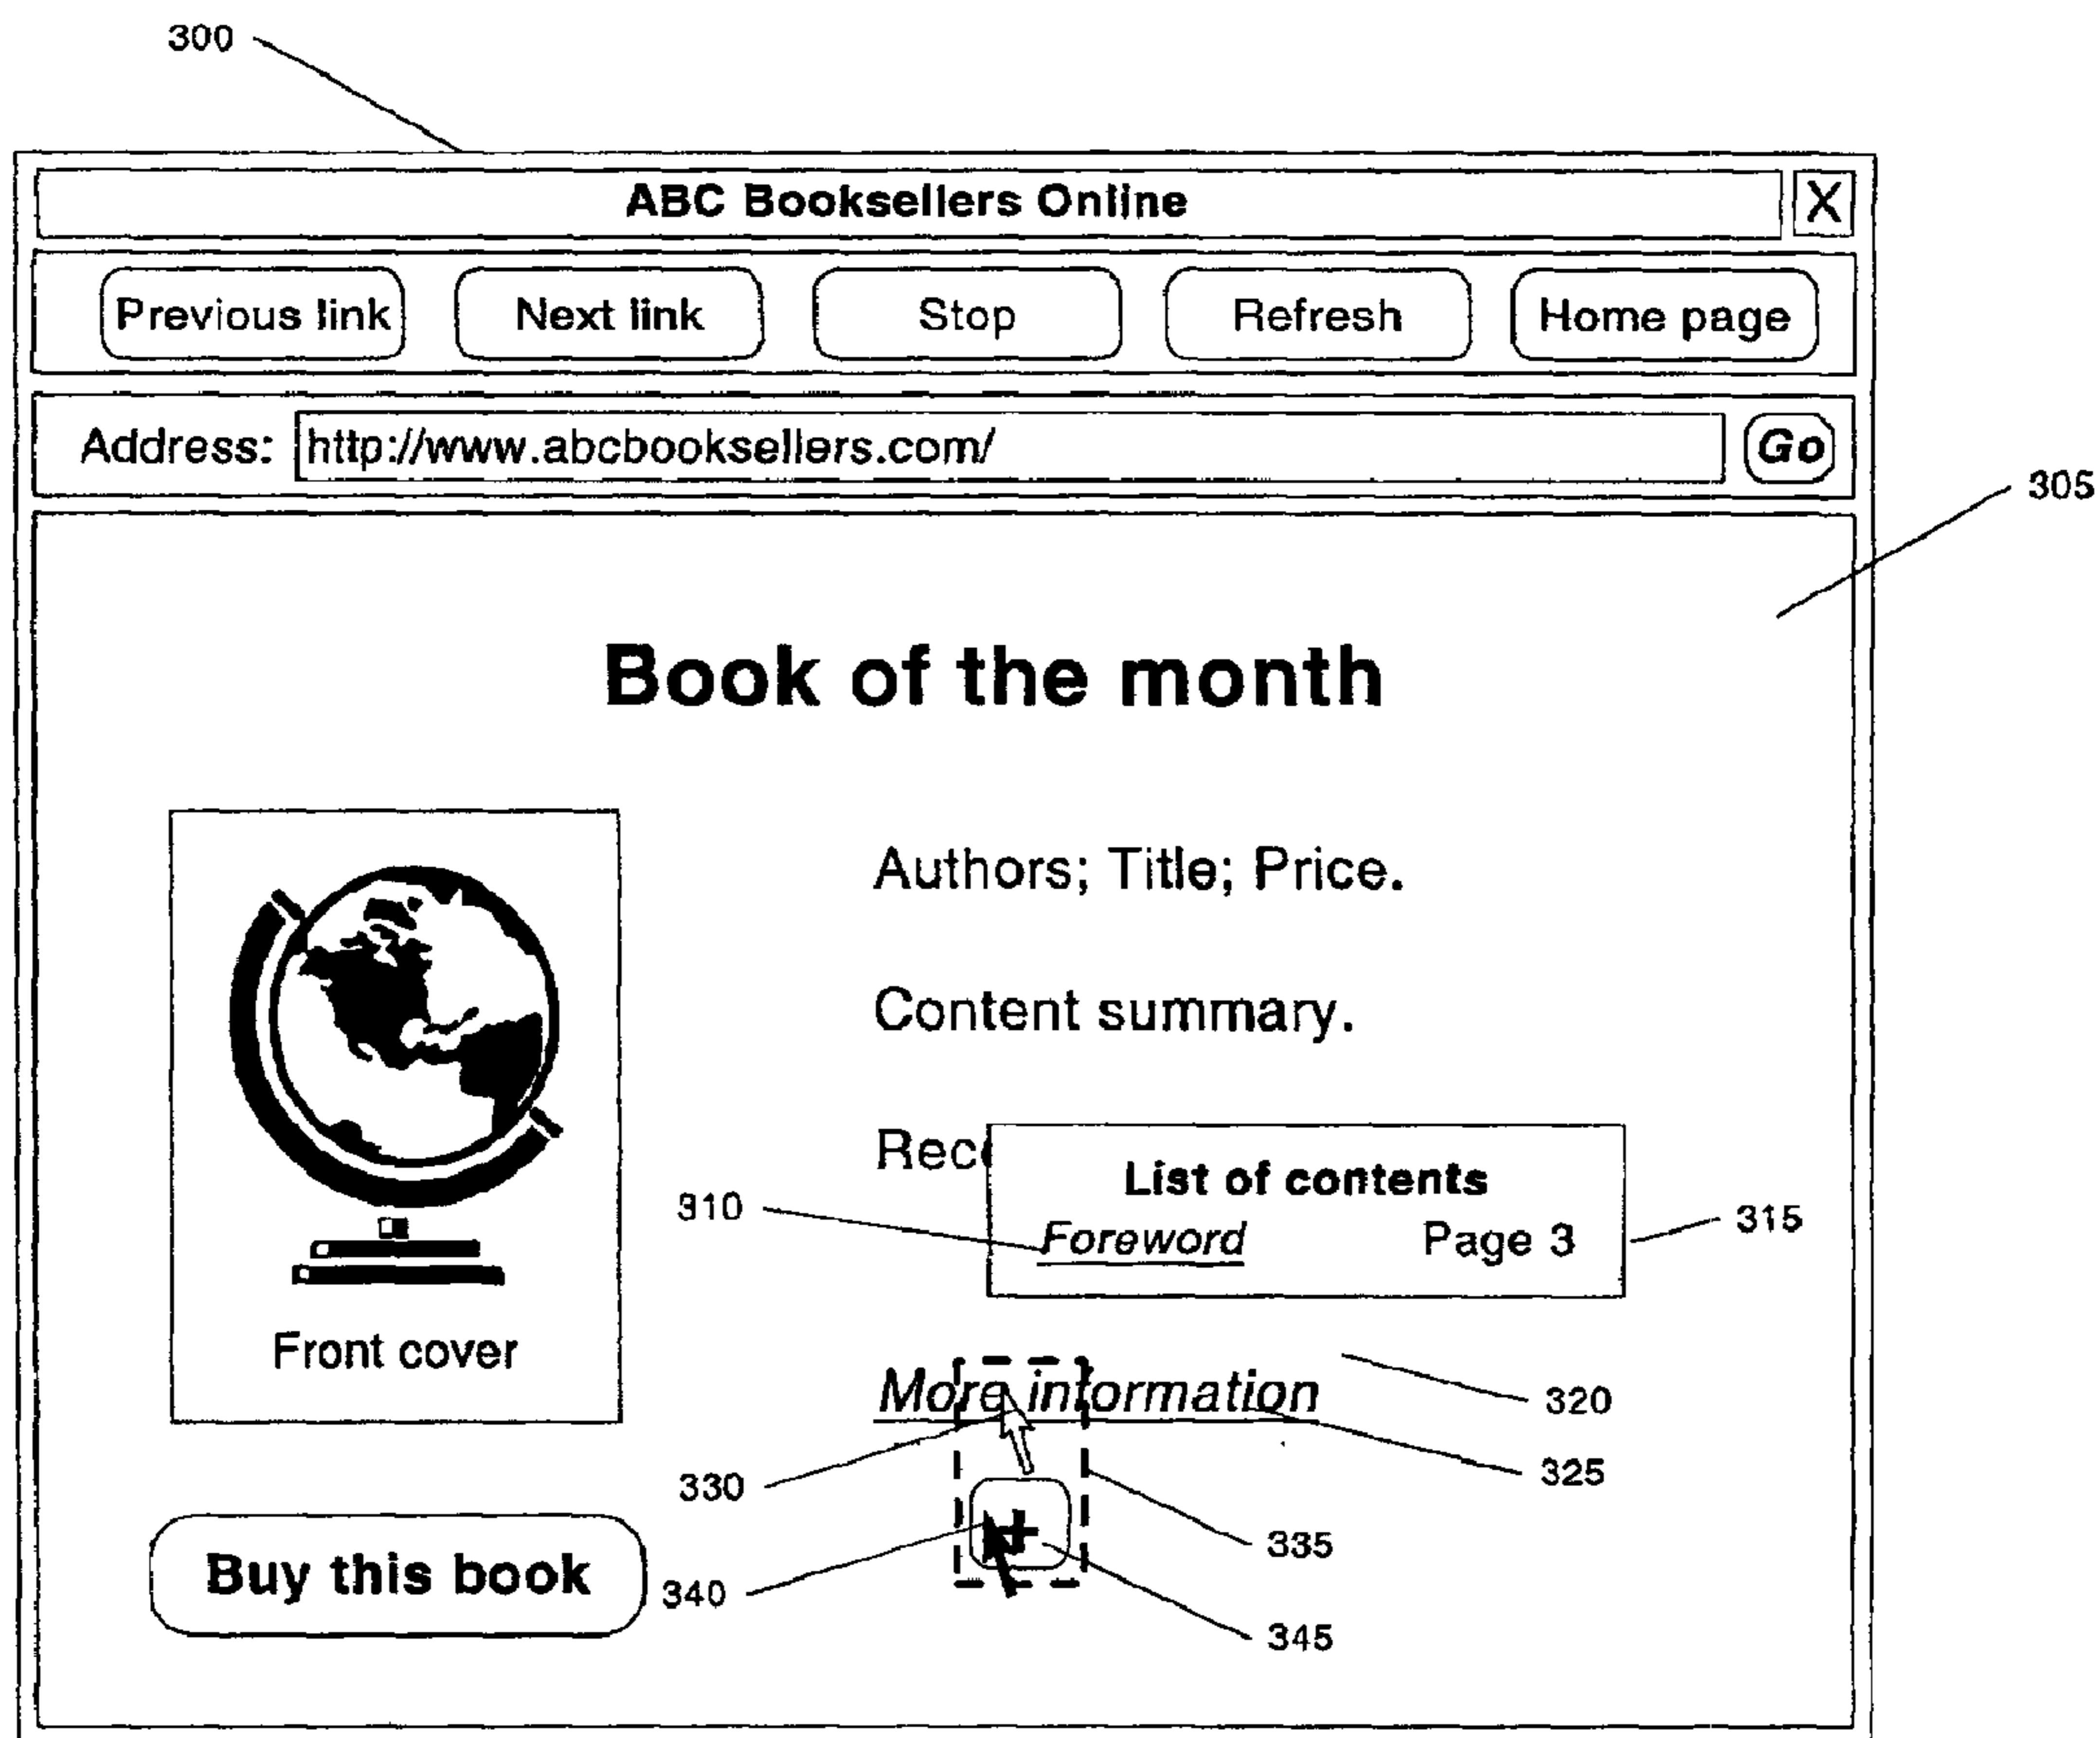 300
ABC Booksellers Online X
Previous link Next link Stop Refresh Home page
Address: http://www.abcbooksellers.com/ Go
305
Book of the month
Authors; Title; Price.
Content summary.
List of contents
310 Foreword Page 3 315
Front cover
More information 320
330 325
+ 335
Buy this book 340
345